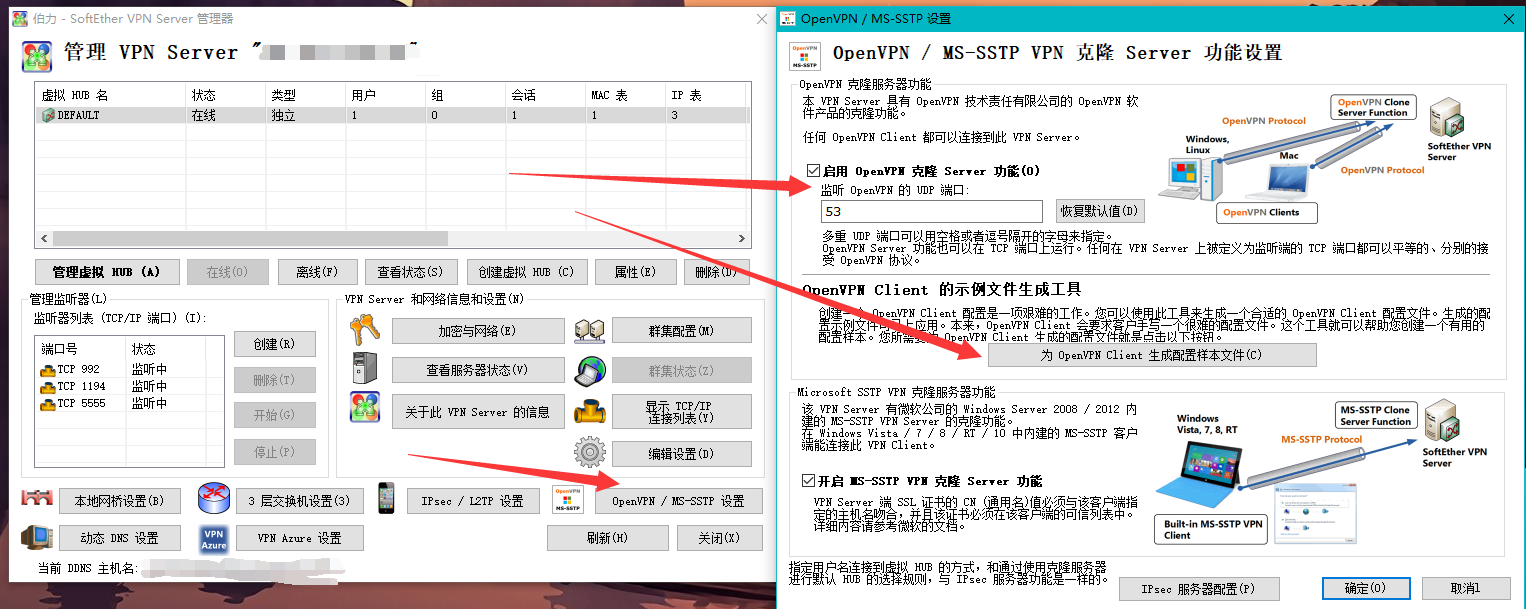 伯力 - SoftEther VPN Server 管理器
管理 VPN Server "
"
虚拟 HUB 名 状态 类型 用户 组 会话 MAC 表 IP 表
DEFAULT 在线 独立 1 0 1 1 3
管理虚拟 HUB (A) 在线(O) 离线(F) 查看状态(S) 创建虚拟 HUB (C) 属性(E) 删除(D)
管理监听器(L)
监听器列表 (TCP/IP 端口) (I):
端口号 状态
TCP 992 监听中
TCP 1194 监听中
TCP 5555 监听中
创建(R)
删除(T)
开始(G)
停止(P)
VPN Server 和网络信息和设置(N)
加密与网络(E) 群集配置(M)
查看服务器状态(V) 群集状态(Z)
关于此 VPN Server 的信息 显示 TCP/IP
连接列表(Y)
编辑设置(D)
本地网桥设置(B) 3 层交换机设置(3) IPsec / L2TP 设置 OpenVPN MS-SSTP OpenVPN / MS-SSTP 设置
动态 DNS 设置 VPN Azure VPN Azure 设置 刷新(H) 关闭(X)
当前 DDNS 主机名:
OpenVPN MS-SSTP OpenVPN / MS-SSTP 设置
OpenVPN MS-SSTP OpenVPN / MS-SSTP VPN 克隆 Server 功能设置
OpenVPN 克隆服务器功能
本 VPN Server 具有 OpenVPN 技术责任有限公司的 OpenVPN 软
件产品的克隆功能。
任何 OpenVPN Client 都可以连接到此 VPN Server。
启用 OpenVPN 克隆 Server 功能(O)
监听 OpenVPN 的 UDP 端口:
53 恢复默认值(D)
OpenVPN Clone
Server Function
OpenVPN Protocol
Windows,
Linux
Mac
SoftEther VPN
Server
OpenVPN Protocol
OpenVPN Clients
多重 UDP 端口可以用空格或者逗号隔开的字母来指定。
OpenVPN Server 功能也可以在 TCP 端口上运行。任何在 VPN Server 上被定义为监听端的 TCP 端口都可以平等的、分别的接
受 OpenVPN 协议。
OpenVPN Client 的示例文件生成工具
创建一个 OpenVPN Client 配置是一项艰难的工作。您可以使用此工具来生成一个合适的 OpenVPN Client 配置文件。生成的配
置示例文件可马上应用。本来，OpenVPN Client 会要求客户手写一个很难的配置文件。这个工具就可以帮助您创建一个有用的
配置样本。您所需要的 OpenVPN Client 生成的配置文件就是点击以下按钮。
为 OpenVPN Client 生成配置样本文件(C)
Microsoft SSTP VPN 克隆服务器功能
该 VPN Server 有微软公司的 Windows Server 2008 / 2012 内
建的 MS-SSTP VPN Server 的克隆功能。
在 Windows Vista / 7 / 8 / RT / 10 中内建的 MS-SSTP 客户
端能连接此 VPN Client。
开启 MS-SSTP VPN 克隆 Server 功能
VPN Server 端 SSL 证书的 CN (通用名)值必须与该客户端指
定的主机名吻合，并且该证书必须在该客户端的可信列表中。
详细内容请参考微软的文档。
MS-SSTP Clone
Server Function
Windows
Vista, 7, 8, RT
MS-SSTP Protocol
SoftEther VPN
Server
Built-in MS-SSTP VPN
Client
指定用户名连接到虚拟 HUB 的方式，和通过使用克隆服务器
进行默认 HUB 的选择规则，与 IPsec 服务器功能是一样的。
IPsec 服务器配置(P) 确定(O) 取消l